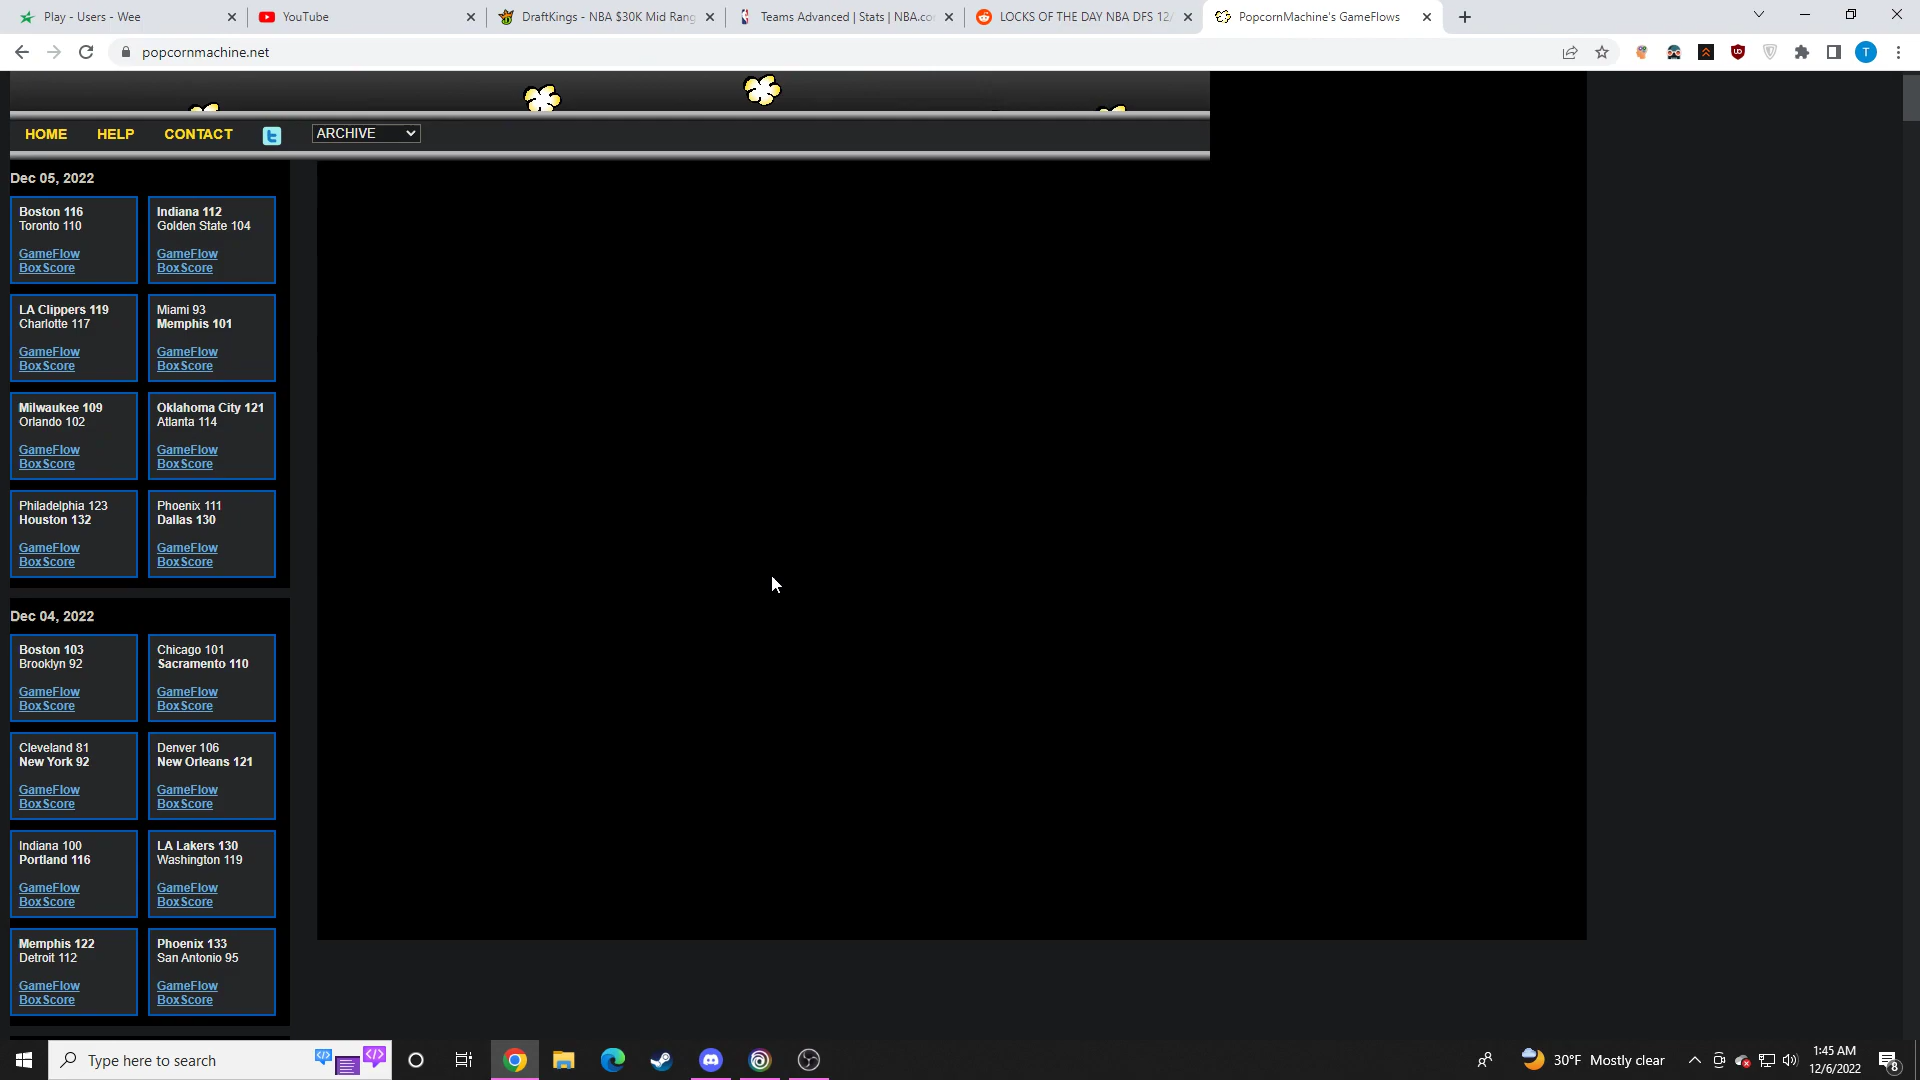 Play - Users - Wee
YouTube
DraftKings - NBA $30K Mid Rang
Teams Advanced | Stats | NBA.co
LOCKS OF THE DAY NBA DFS 12/
PopcornMachine's GameFlows
popcornmachine.net
T
HOME HELP CONTACT ARCHIVE
Dec 05, 2022
Boston 116
Toronto 110
GameFlow
BoxScore
Indiana 112
Golden State 104
GameFlow
BoxScore
LA Clippers 119
Charlotte 117
GameFlow
BoxScore
Miami 93
Memphis 101
GameFlow
BoxScore
Milwaukee 109
Orlando 102
GameFlow
BoxScore
Oklahoma City 121
Atlanta 114
GameFlow
BoxScore
Philadelphia 123
Houston 132
GameFlow
BoxScore
Phoenix 111
Dallas 130
GameFlow
BoxScore
Dec 04, 2022
Boston 103
Brooklyn 92
GameFlow
BoxScore
Chicago 101
Sacramento 110
GameFlow
BoxScore
Cleveland 81
New York 92
GameFlow
BoxScore
Denver 106
New Orleans 121
GameFlow
BoxScore
Indiana 100
Portland 116
GameFlow
BoxScore
LA Lakers 130
Washington 119
GameFlow
BoxScore
Memphis 122
Detroit 112
GameFlow
BoxScore
Phoenix 133
San Antonio 95
GameFlow
BoxScore
Type here to search
30°F Mostly clear
1:45 AM
12/6/2022
8